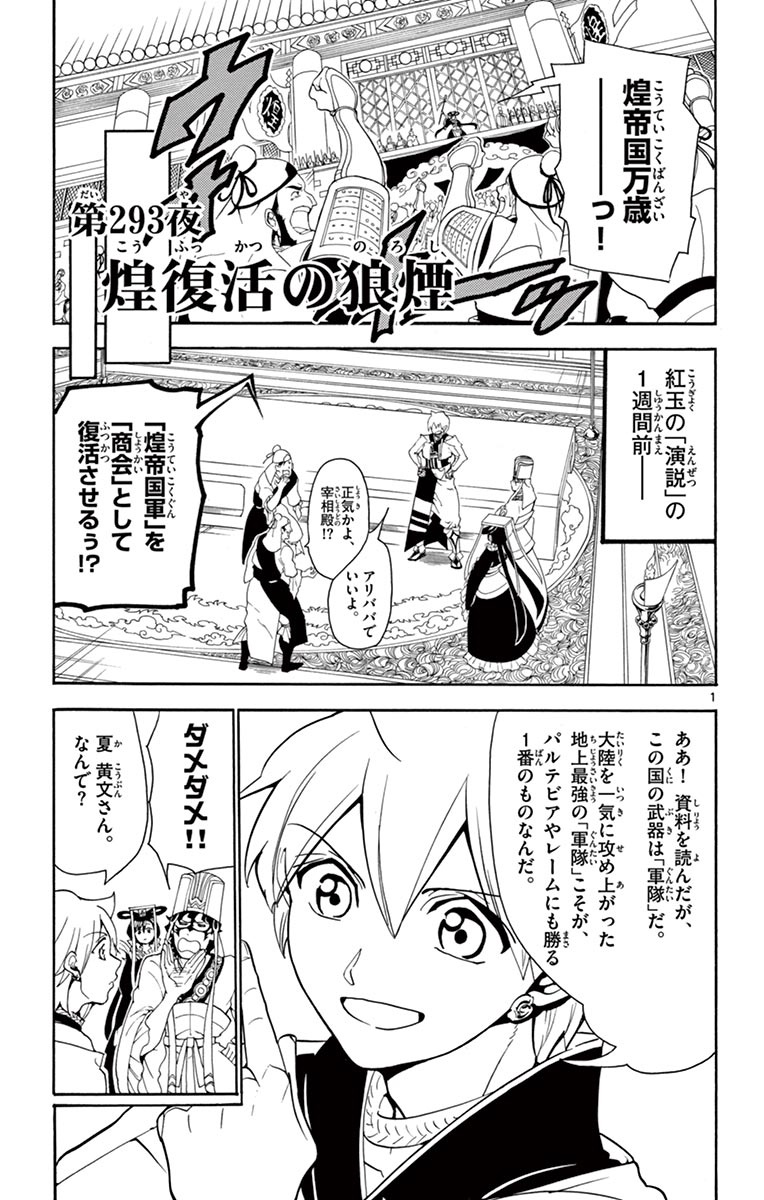 煌帝国万歳
――っ！
ワーッ
第293夜
煌復活の狼煙
紅玉の「演説」の
1週間前――
正気かよ、
宰相殿!?
アリババで
いいよ。
「煌帝国軍」を
「商会」として
復活させるぅ!?
1
ああ！資料を読んだが、
この国の武器は「軍隊」だ。
大陸を一気に攻め上がった
地上最強の「軍隊」こそが、
パルテビアやレームにも勝る
1番のものなんだ。
ダメダメ!!
夏 黄文さん。
なんで？